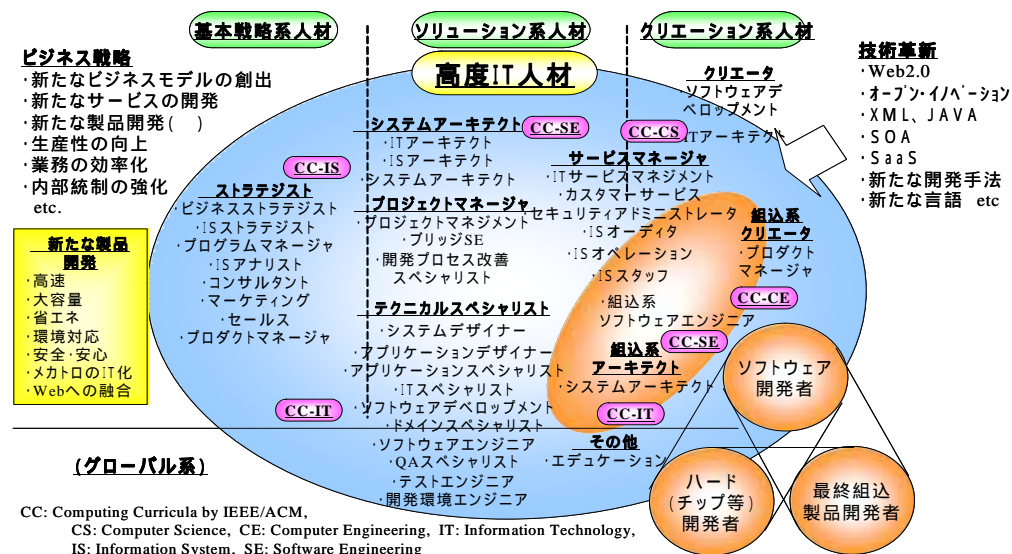 基本戦略系人材
ソリューション系人材
クリエーション系人材
高度IT人材
ビジネス戦略
・新たなビジネスモデルの創出
・新たなサービスの開発
・新たな製品開発( )
・生産性の向上
・業務の効率化
・内部統制の強化
etc.
新たな製品
開発
・高速
・大容量
・省エネ
・環境対応
・安全・安心
・メカトロのIT化
・Webへの融合
CC-IS
ストラテジスト
・ビジネスストラテジスト
・ISストラテジスト
・プログラムマネージャ
・ISアナリスト
・コンサルタント
・マーケティング
・セールス
・プロダクトマネージャ
CC-IT
システムアーキテクト
CC-SE
・ITアーキテクト
・ISアーキテクト
・システムアーキテクト
プロジェクトマネージャ
・プロジェクトマネジメント
・ブリッジSE
・開発プロセス改善
スペシャリスト
テクニカルスペシャリスト
・システムデザイナー
・アプリケーションデザイナー
・アプリケーションスペシャリスト
・ITスペシャリスト
・ソフトウェアデベロップメント
・ドメインスペシャリスト
・ソフトウェアエンジニア
・QAスペシャリスト
・テストエンジニア
・開発環境エンジニア
クリエータ
・ソフトウェアデ
ベロップメント
・ITアーキテクト
CC-CS
サービスマネージャ
・ITサービスマネジメント
・カスタマーサービス
・セキュリティアドミニストレータ
・ISオーディタ
・ISオペレーション
・ISスタッフ
・組込系
ソフトウェアエンジニア
組込系
クリエータ
・プロダクト
マネージャ
CC-CE
CC-SE
組込系
アーキテクト
・システムアーキテクト
CC-IT
その他
・エデュケーション
技術革新
・Web2.0
・オープン・イノベーション
・XML、JAVA
・SOA
・SaaS
・新たな開発手法
・新たな言語 etc
ソフトウェア
開発者
ハード
(チップ等)
開発者
最終組込
製品開発者
(グローバル系)
CC: Computing Curricula by IEEE/ACM,
CS: Computer Science, CE: Computer Engineering, IT: Information Technology,
IS: Information System, SE: Software Engineering